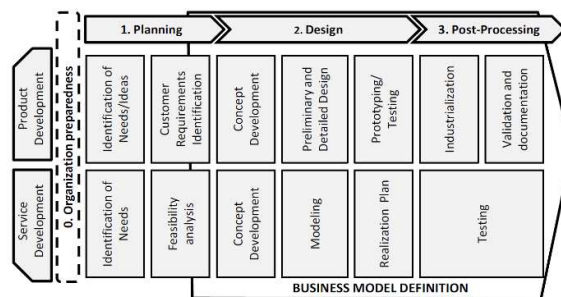 1. Planning
2. Design
3. Post-Processing
Product
Development
0. Organization preparedness
Identification of
Needs/Ideas
Customer
Requirements
Identification
Concept
Development
Preliminary and
Detailed Design
Prototyping/
Testing
Industrialization
Validation and
documentation
Service
Development
Identification of
Needs
Feasibility
analysis
Concept
Development
Modeling
Realization Plan
Testing
BUSINESS MODEL DEFINITION